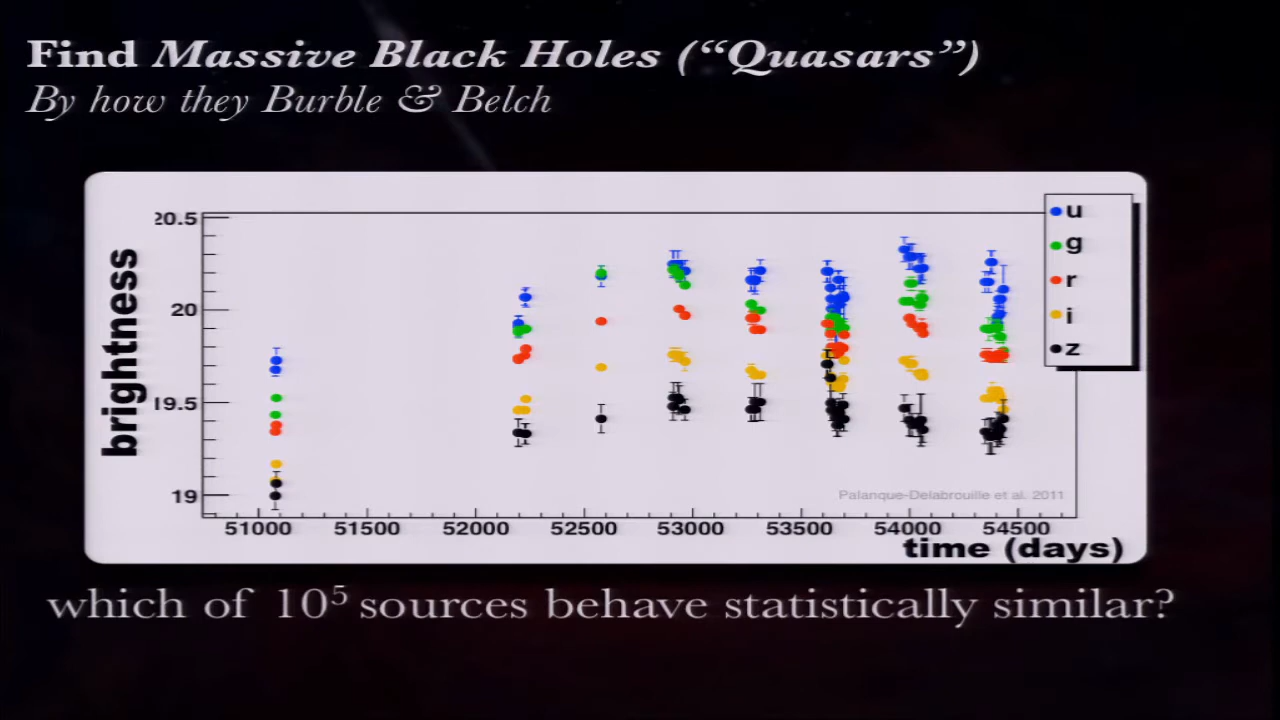 Find Massive Black Holes (“Quasars”)
By how they Burble & Belch
brightness
20.5
20
19.5
19
u
g
r
i
z
Palanque-Delabrouille et al. 2011
51000 51500 52000 52500 53000 53500 54000 54500
time (days)
which of 10⁵ sources behave statistically similar?